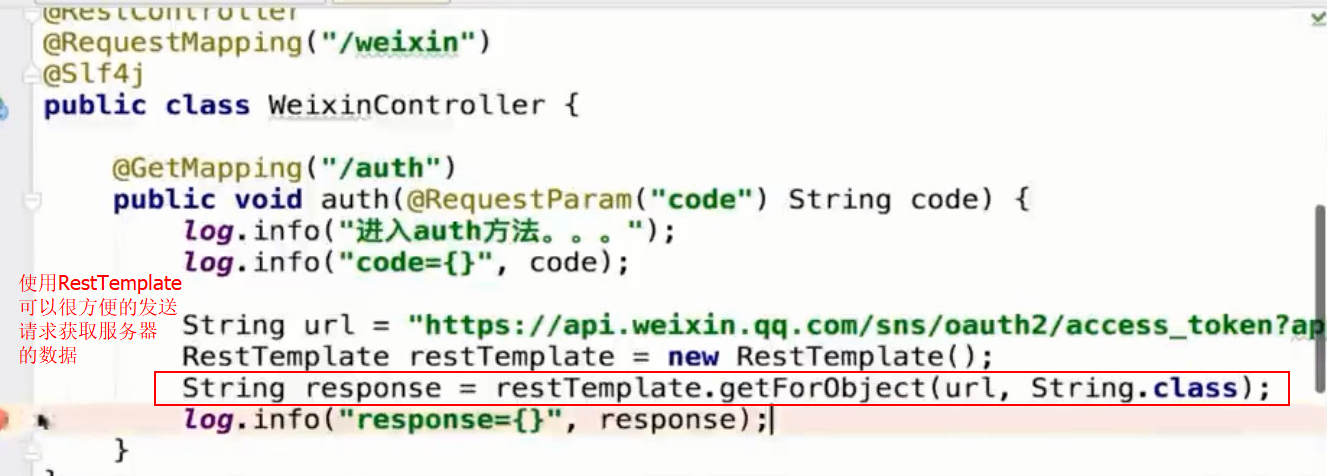 @RestController
@RequestMapping("/weixin")
@Slf4j
public class WeixinController {
@GetMapping("/auth")
public void auth(@RequestParam("code") String code) {
log.info("进入auth方法。。。");
log.info("code={}", code);
使用RestTemplate
可以很方便的发送
请求获取服务器
的数据
String url = "https://api.weixin.qq.com/sns/oauth2/access_token?ap
RestTemplate restTemplate = new RestTemplate();
String response = restTemplate.getForObject(url, String.class);
log.info("response={}", response);
}